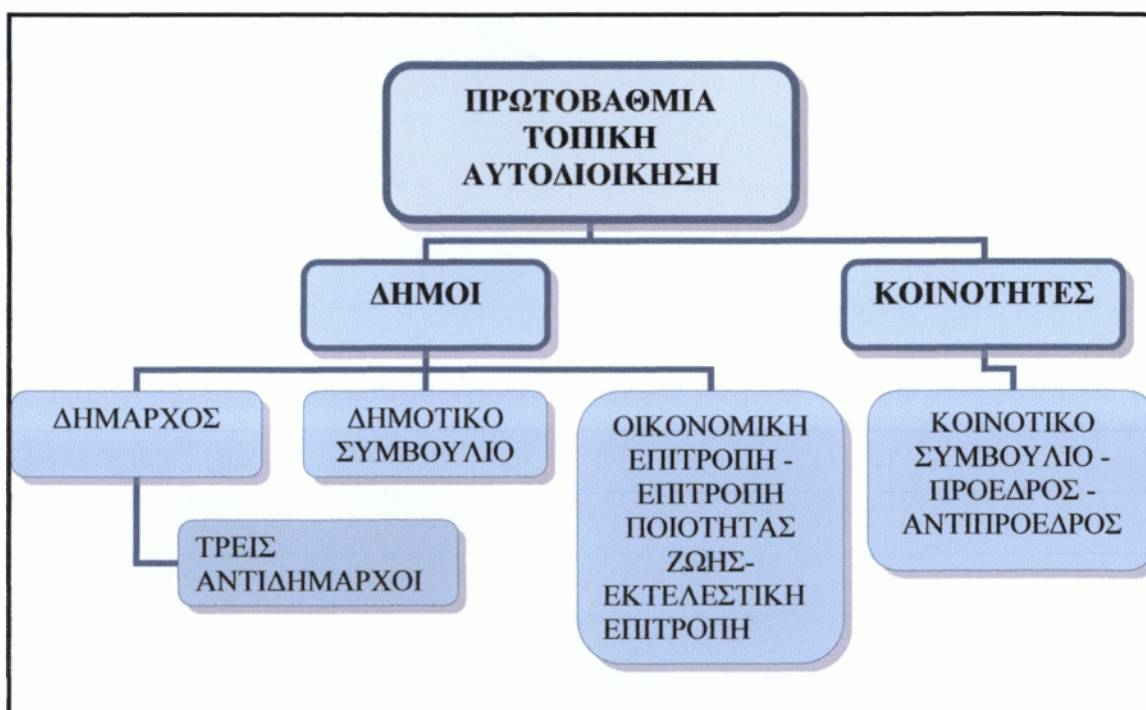 ΠΡΩΤΟΒΑΘΜΙΑ
ΤΟΠΙΚΗ
ΑΥΤΟΔΙΟΙΚΗΣΗ
ΔΗΜΟΙ
ΚΟΙΝΟΤΗΤΕΣ
ΔΗΜΑΡΧΟΣ
ΤΡΕΙΣ
ΑΝΤΙΔΗΜΑΡΧΟΙ
ΔΗΜΟΤΙΚΟ
ΣΥΜΒΟΥΛΙΟ
ΟΙΚΟΝΟΜΙΚΗ
ΕΠΙΤΡΟΠΗ -
ΕΠΙΤΡΟΠΗ
ΠΟΙΟΤΗΤΑΣ
ΖΩΗΣ-
ΕΚΤΕΛΕΣΤΙΚΗ
ΕΠΙΤΡΟΠΗ
ΚΟΙΝΟΤΙΚΟ
ΣΥΜΒΟΥΛΙΟ -
ΠΡΟΕΔΡΟΣ -
ΑΝΤΙΠΡΟΕΔΡΟΣ